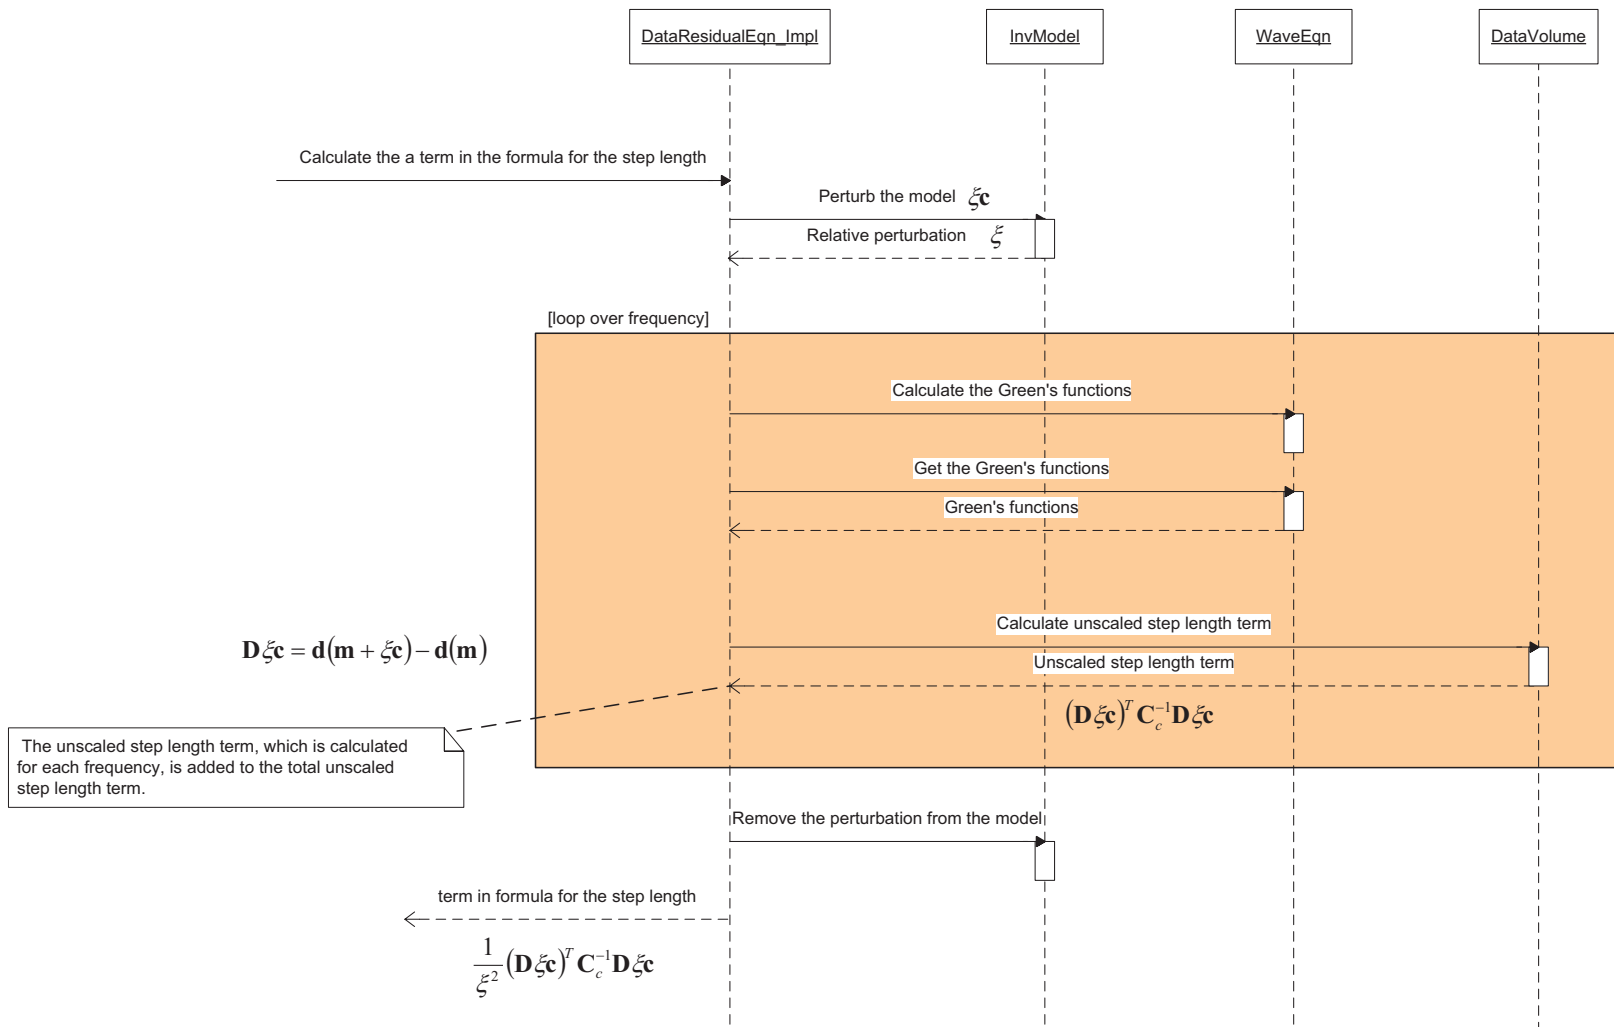 DataResidualEqn_Impl
InvModel
WaveEqn
DataVolume
Calculate the a term in the formula for the step length
Perturb the model ξc
Relative perturbation ξ
[loop over frequency]
Calculate the Green's functions
Get the Green's functions
Green's functions
Calculate unscaled step length term
Dξc = d(m + ξc) − d(m)
Unscaled step length term
(Dξc)^T C_c^{−1} Dξc
The unscaled step length term, which is calculated
for each frequency, is added to the total unscaled
step length term.
Remove the perturbation from the model
term in formula for the step length
1/ξ² (Dξc)^T C_c^{−1} Dξc